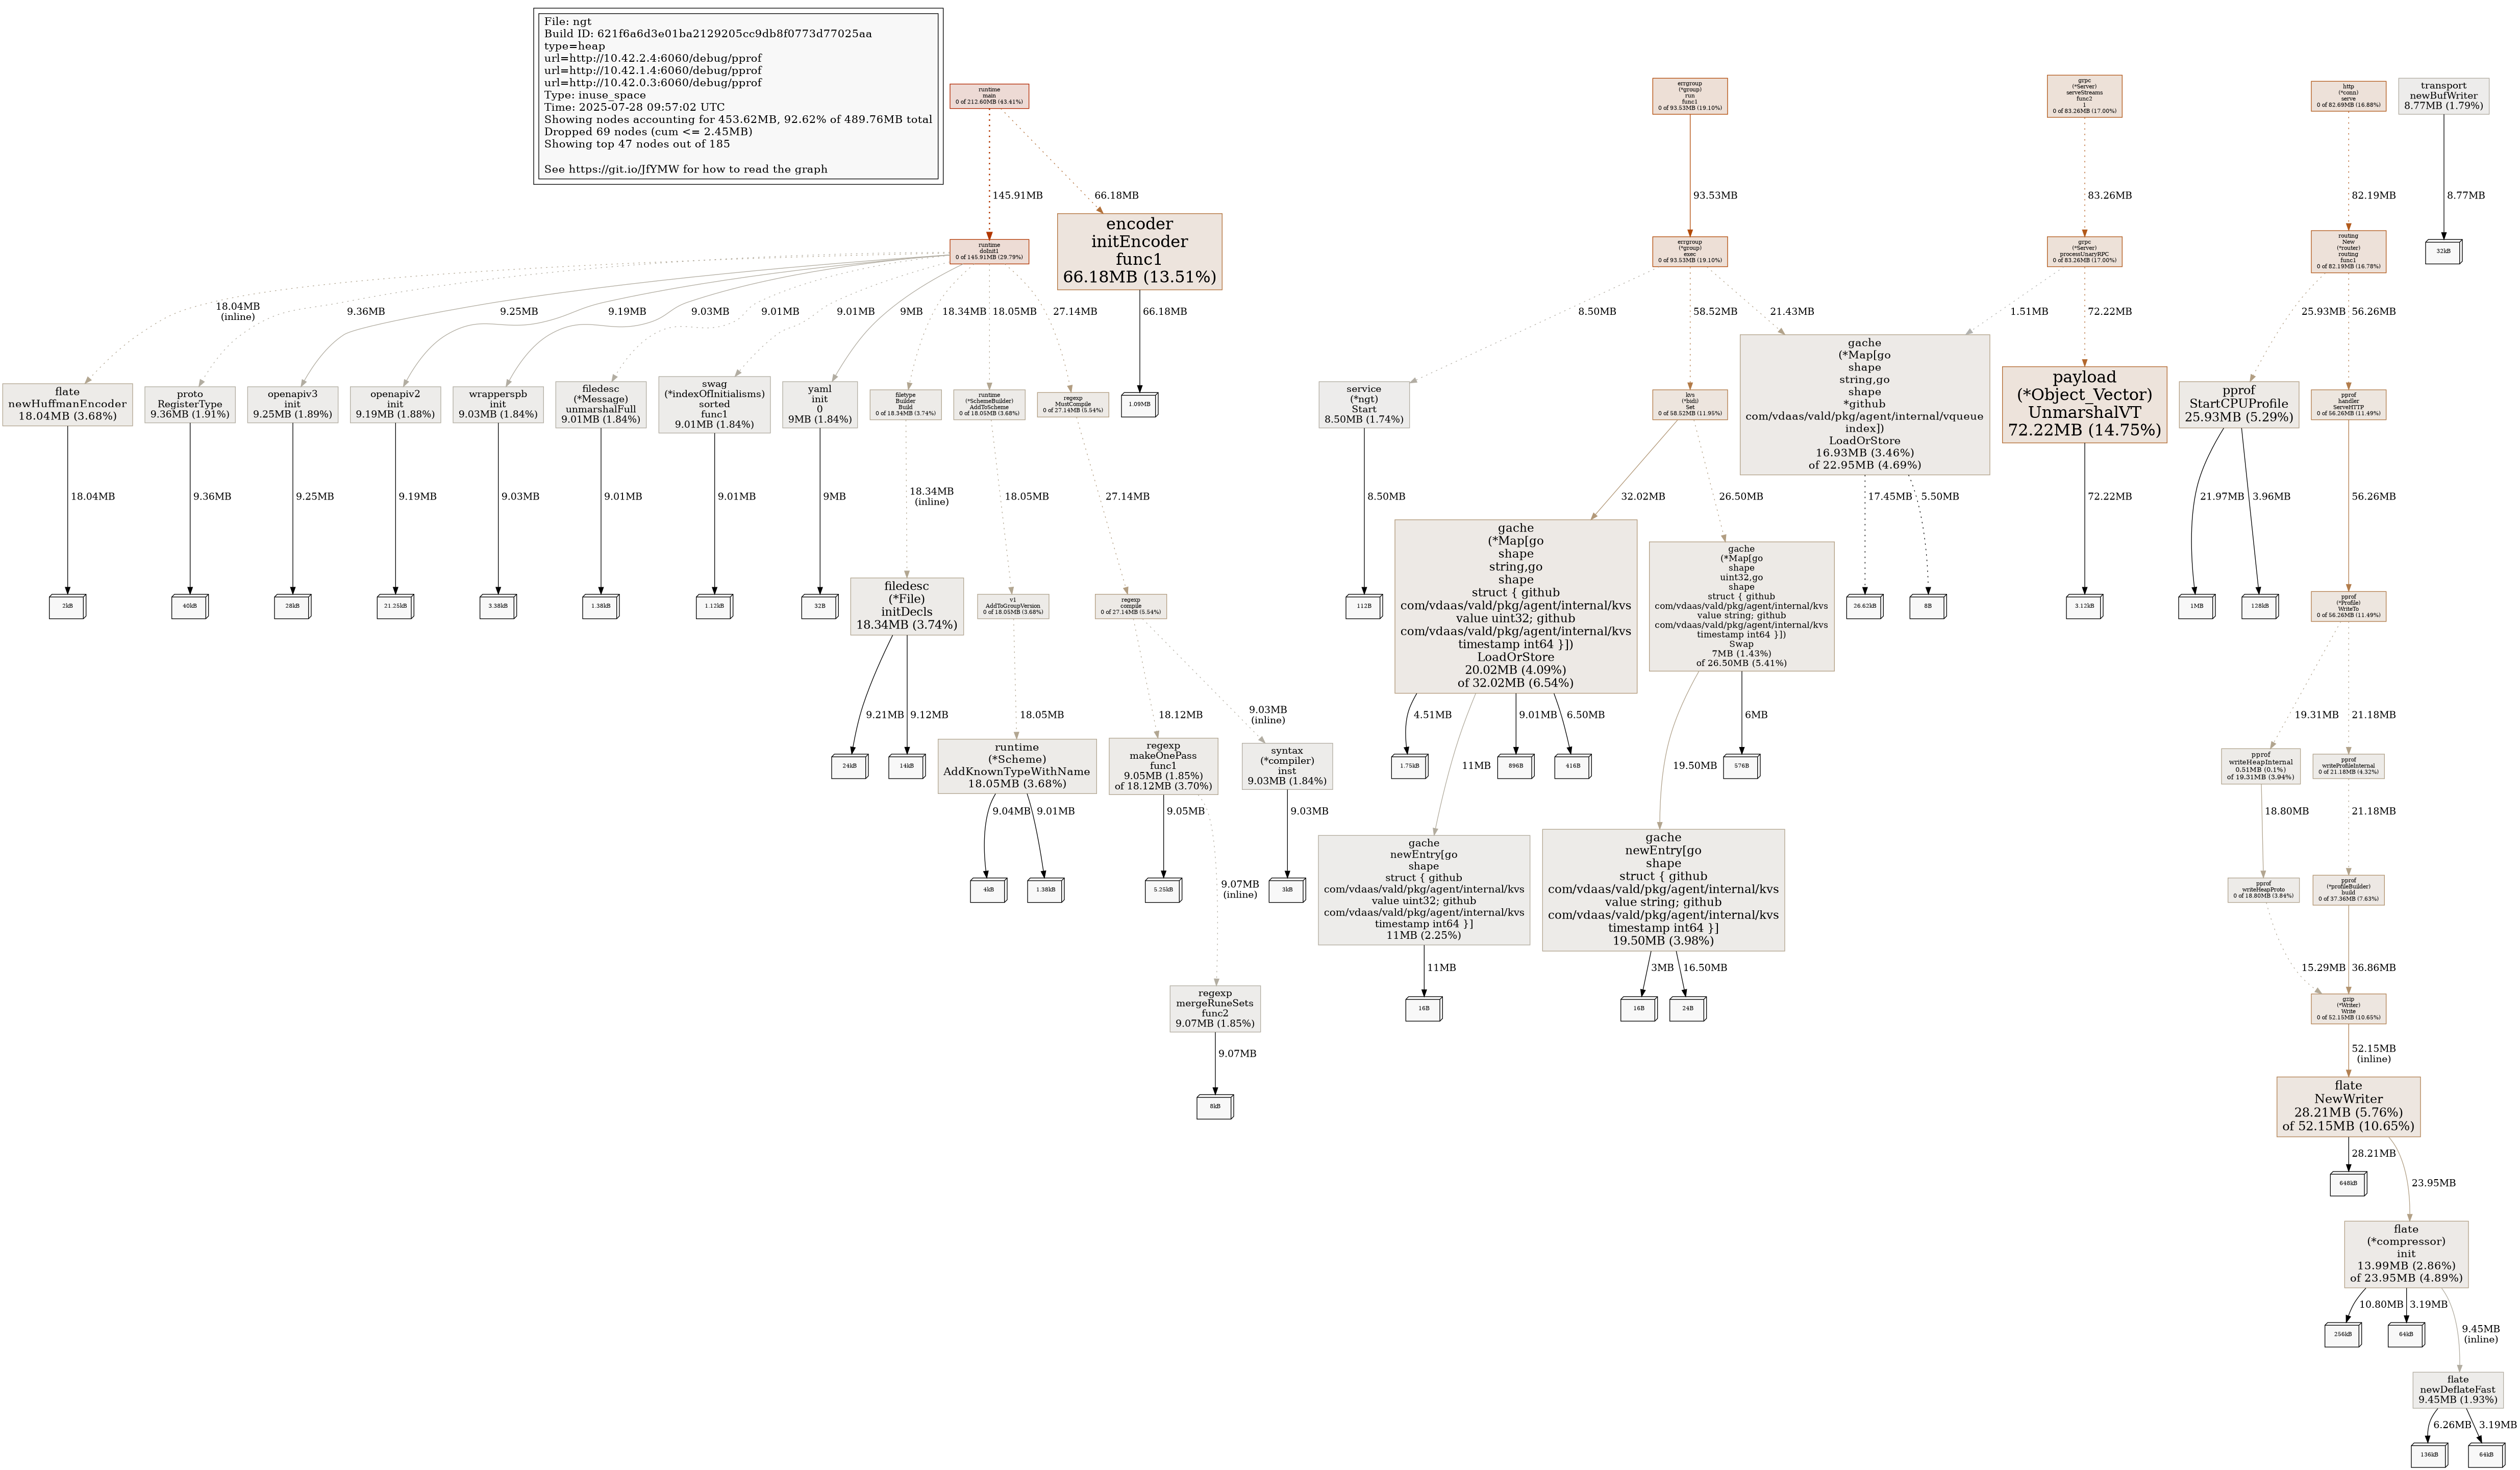 File: ngt
Build ID: 621f6a6d3e01ba2129205cc9db8f0773d77025aa
type=heap
url=http://10.42.2.4:6060/debug/pprof
url=http://10.42.1.4:6060/debug/pprof
url=http://10.42.0.3:6060/debug/pprof
Type: inuse_space
Time: 2025-07-28 09:57:02 UTC
Showing nodes accounting for 453.62MB, 92.62% of 489.76MB total
Dropped 69 nodes (cum <= 2.45MB)
Showing top 47 nodes out of 185
See https://git.io/JfYMW for how to read the graph
runtime
main
0 of 212.60MB (43.41%)
errgroup
(*group)
run
func1
0 of 93.53MB (19.10%)
grpc
(*Server)
serveStreams
func2
1
0 of 83.26MB (17.00%)
http
(*conn)
serve
0 of 82.69MB (16.88%)
transport
newBufWriter
8.77MB (1.79%)
145.91MB
66.18MB
93.53MB
83.26MB
82.19MB
8.77MB
runtime
doInit1
0 of 145.91MB (29.79%)
encoder
initEncoder
func1
66.18MB (13.51%)
errgroup
(*group)
exec
0 of 93.53MB (19.10%)
grpc
(*Server)
processUnaryRPC
0 of 83.26MB (17.00%)
routing
New
(*router)
routing
func1
0 of 82.19MB (16.78%)
32kB
18.04MB
(inline)
9.36MB
9.25MB
9.19MB
9.03MB
9.01MB
9.01MB
9MB
18.34MB
18.05MB
27.14MB
66.18MB
8.50MB
58.52MB
21.43MB
1.51MB
72.22MB
25.93MB
56.26MB
flate
newHuffmanEncoder
18.04MB (3.68%)
proto
RegisterType
9.36MB (1.91%)
openapiv3
init
9.25MB (1.89%)
openapiv2
init
9.19MB (1.88%)
wrapperspb
init
9.03MB (1.84%)
filedesc
(*Message)
unmarshalFull
9.01MB (1.84%)
swag
(*indexOfInitialisms)
sorted
func1
9.01MB (1.84%)
yaml
init
0
9MB (1.84%)
filetype
Builder
Build
0 of 18.34MB (3.74%)
runtime
(*SchemeBuilder)
AddToScheme
0 of 18.05MB (3.68%)
regexp
MustCompile
0 of 27.14MB (5.54%)
1.09MB
service
(*ngt)
Start
8.50MB (1.74%)
kvs
(*bidi)
Set
0 of 58.52MB (11.95%)
gache
(*Map[go
shape
string,go
shape
*github
com/vdaas/vald/pkg/agent/internal/vqueue
index])
LoadOrStore
16.93MB (3.46%)
of 22.95MB (4.69%)
payload
(*Object_Vector)
UnmarshalVT
72.22MB (14.75%)
pprof
StartCPUProfile
25.93MB (5.29%)
pprof
handler
ServeHTTP
0 of 56.26MB (11.49%)
18.04MB
9.36MB
9.25MB
9.19MB
9.03MB
9.01MB
9.01MB
9MB
18.34MB
(inline)
18.05MB
27.14MB
8.50MB
32.02MB
26.50MB
17.45MB
5.50MB
72.22MB
21.97MB
3.96MB
56.26MB
2kB
40kB
28kB
21.25kB
3.38kB
1.38kB
1.12kB
32B
filedesc
(*File)
initDecls
18.34MB (3.74%)
v1
AddToGroupVersion
0 of 18.05MB (3.68%)
regexp
compile
0 of 27.14MB (5.54%)
112B
gache
(*Map[go
shape
string,go
shape
struct { github
com/vdaas/vald/pkg/agent/internal/kvs
value uint32; github
com/vdaas/vald/pkg/agent/internal/kvs
timestamp int64 }])
LoadOrStore
20.02MB (4.09%)
of 32.02MB (6.54%)
gache
(*Map[go
shape
uint32,go
shape
struct { github
com/vdaas/vald/pkg/agent/internal/kvs
value string; github
com/vdaas/vald/pkg/agent/internal/kvs
timestamp int64 }])
Swap
7MB (1.43%)
of 26.50MB (5.41%)
26.62kB
8B
3.12kB
1MB
128kB
pprof
(*Profile)
WriteTo
0 of 56.26MB (11.49%)
9.21MB
9.12MB
18.05MB
18.12MB
9.03MB
(inline)
4.51MB
11MB
9.01MB
6.50MB
19.50MB
6MB
19.31MB
21.18MB
24kB
14kB
runtime
(*Scheme)
AddKnownTypeWithName
18.05MB (3.68%)
regexp
makeOnePass
func1
9.05MB (1.85%)
of 18.12MB (3.70%)
syntax
(*compiler)
inst
9.03MB (1.84%)
1.75kB
896B
416B
576B
pprof
writeHeapInternal
0.51MB (0.1%)
of 19.31MB (3.94%)
pprof
writeProfileInternal
0 of 21.18MB (4.32%)
9.04MB
9.01MB
9.05MB
9.07MB
(inline)
9.03MB
18.80MB
21.18MB
4kB
1.38kB
5.25kB
3kB
gache
newEntry[go
shape
struct { github
com/vdaas/vald/pkg/agent/internal/kvs
value uint32; github
com/vdaas/vald/pkg/agent/internal/kvs
timestamp int64 }]
11MB (2.25%)
gache
newEntry[go
shape
struct { github
com/vdaas/vald/pkg/agent/internal/kvs
value string; github
com/vdaas/vald/pkg/agent/internal/kvs
timestamp int64 }]
19.50MB (3.98%)
pprof
writeHeapProto
0 of 18.80MB (3.84%)
pprof
(*profileBuilder)
build
0 of 37.36MB (7.63%)
11MB
3MB
16.50MB
15.29MB
36.86MB
regexp
mergeRuneSets
func2
9.07MB (1.85%)
16B
16B
24B
gzip
(*Writer)
Write
0 of 52.15MB (10.65%)
9.07MB
52.15MB
(inline)
8kB
flate
NewWriter
28.21MB (5.76%)
of 52.15MB (10.65%)
28.21MB
23.95MB
648kB
flate
(*compressor)
init
13.99MB (2.86%)
of 23.95MB (4.89%)
10.80MB
3.19MB
9.45MB
(inline)
256kB
64kB
flate
newDeflateFast
9.45MB (1.93%)
6.26MB
3.19MB
136kB
64kB